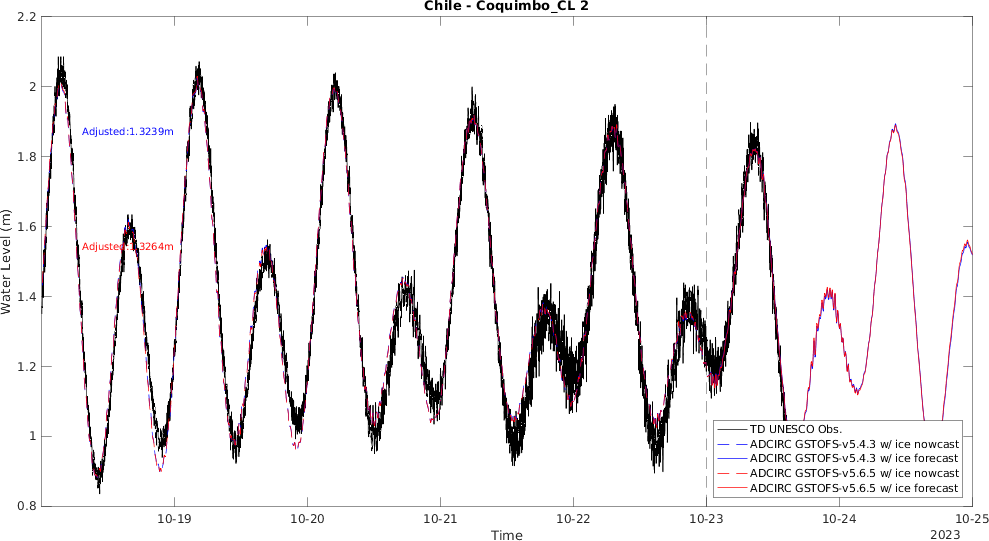 Chile - Coquimbo_CL 2
2.2
2
1.8
1.6
1.4
1.2
1
0.8
Water Level (m)
Adjusted:1.3239m
Adjusted:1.3264m
TD UNESCO Obs.
ADCIRC GSTOFS-v5.4.3 w/ ice nowcast
ADCIRC GSTOFS-v5.4.3 w/ ice forecast
ADCIRC GSTOFS-v5.6.5 w/ ice nowcast
ADCIRC GSTOFS-v5.6.5 w/ ice forecast
10-19
10-20
10-21
10-22
10-23
10-24
10-25
Time
2023